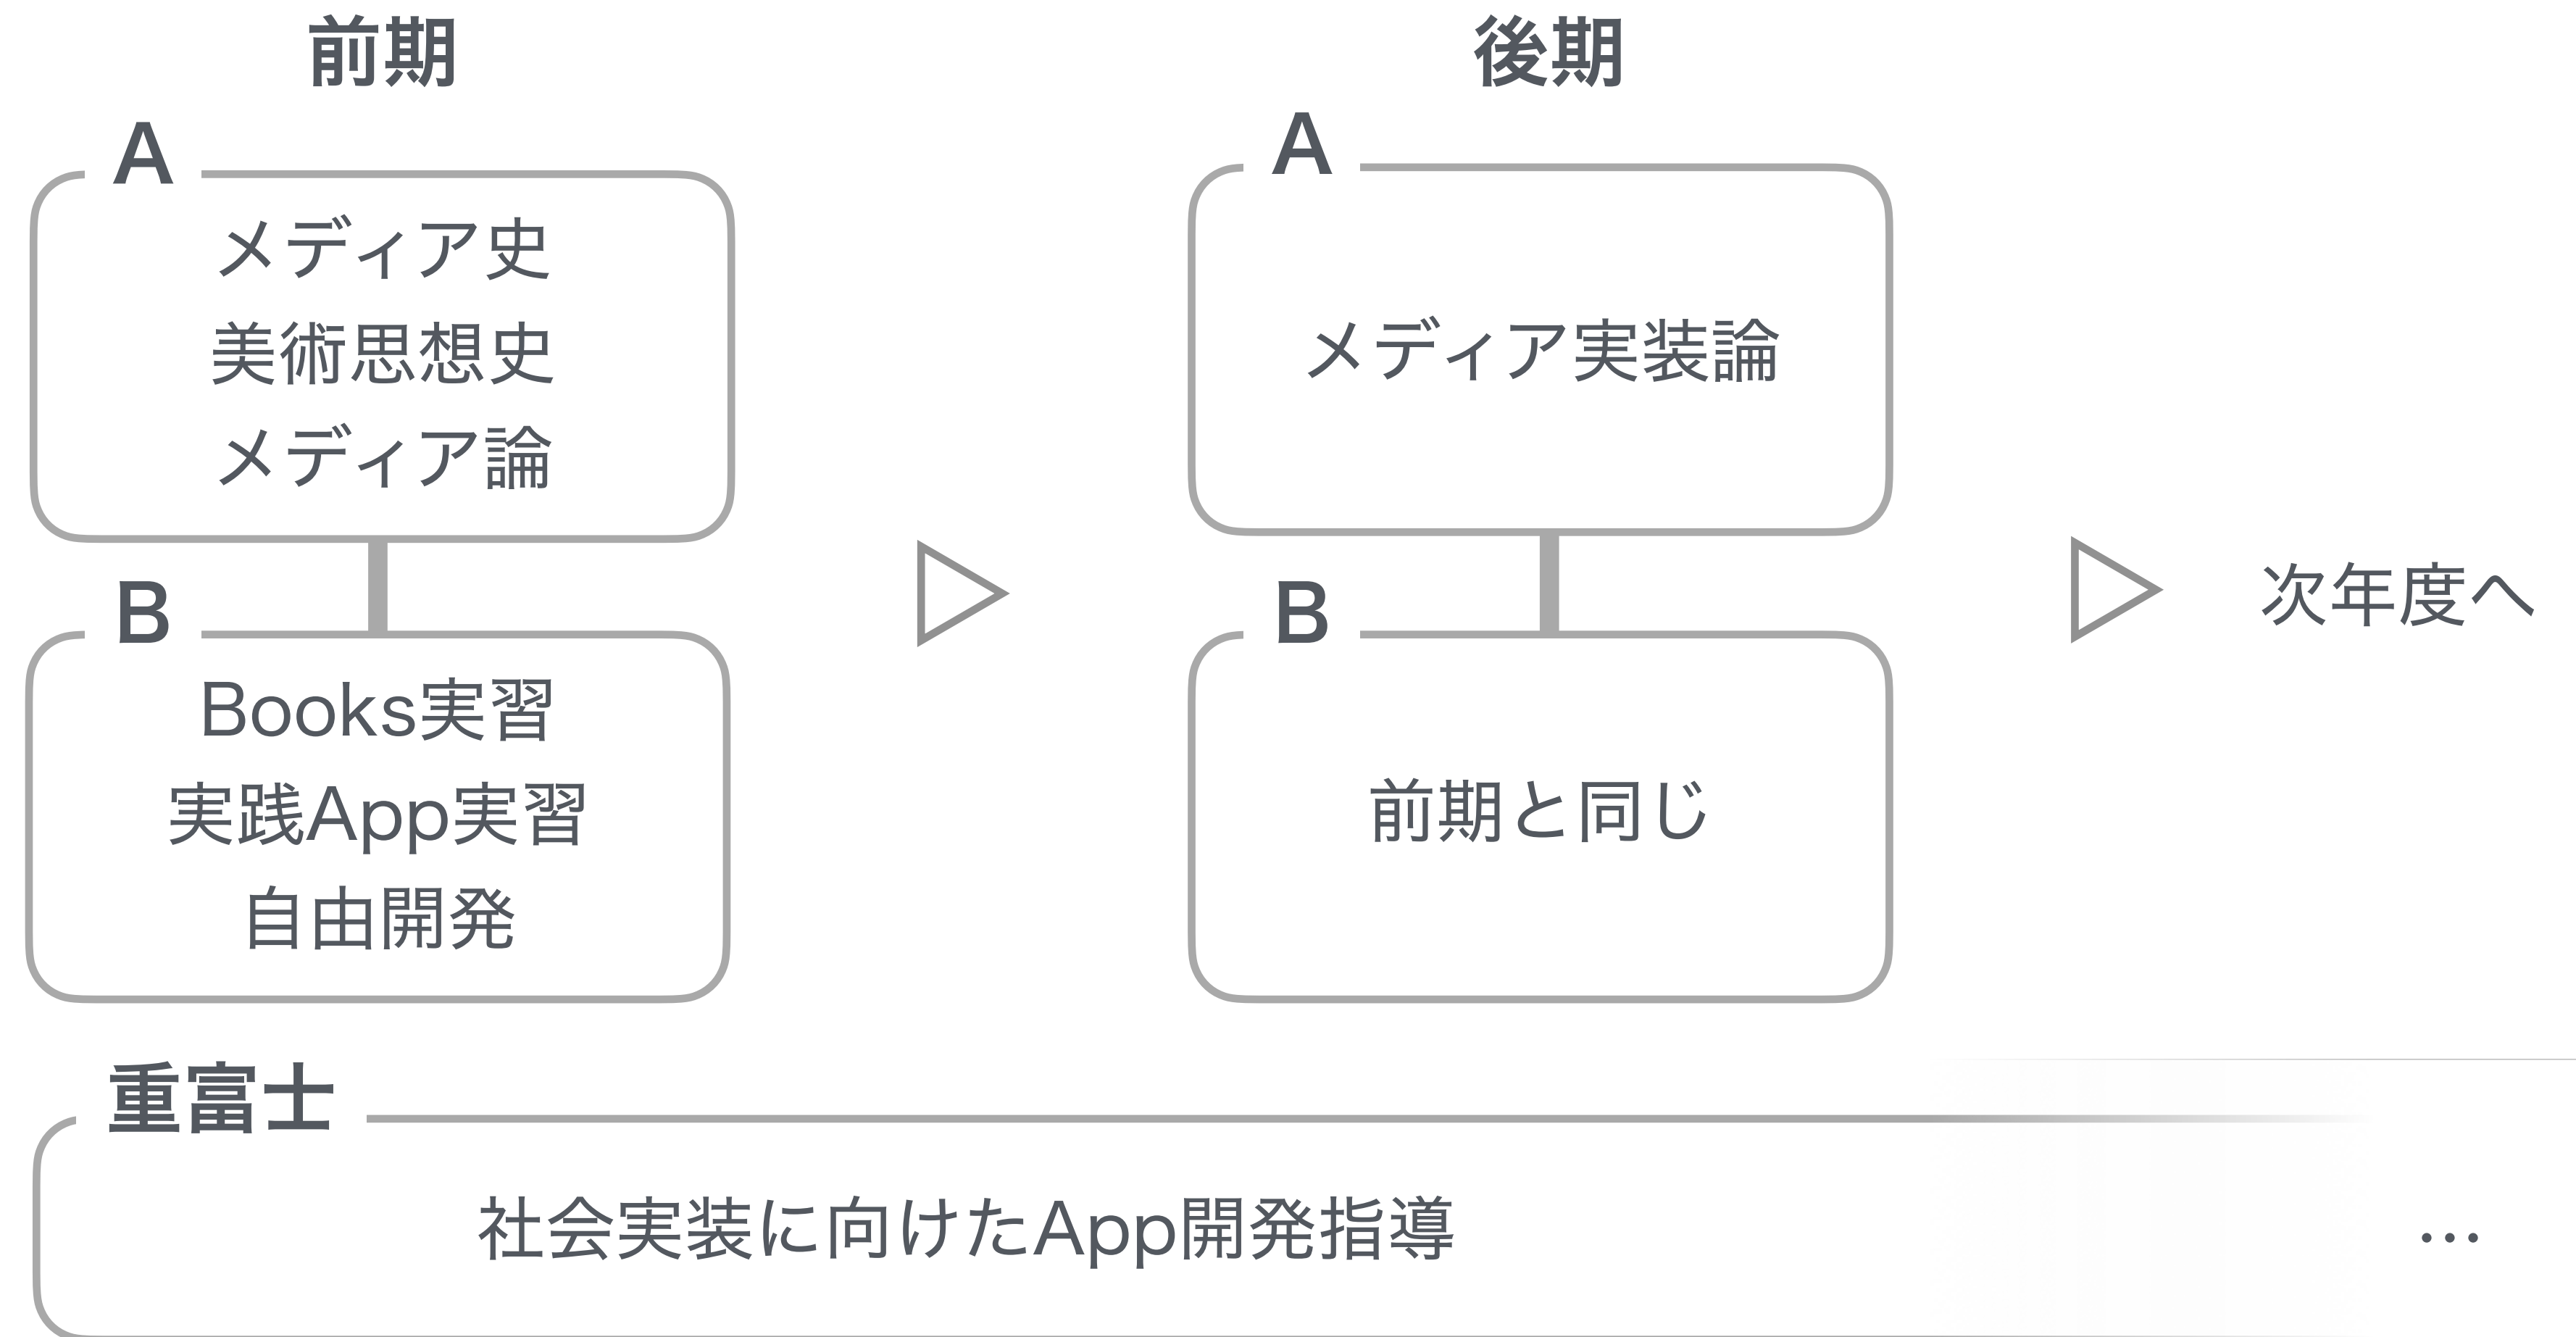 前期
A
メディア史
美術思想史
メディア論
B
Books実習
実践App実習
自由開発
後期
A
メディア実装論
B
前期と同じ
次年度へ
重富士
社会実装に向けたApp開発指導
…